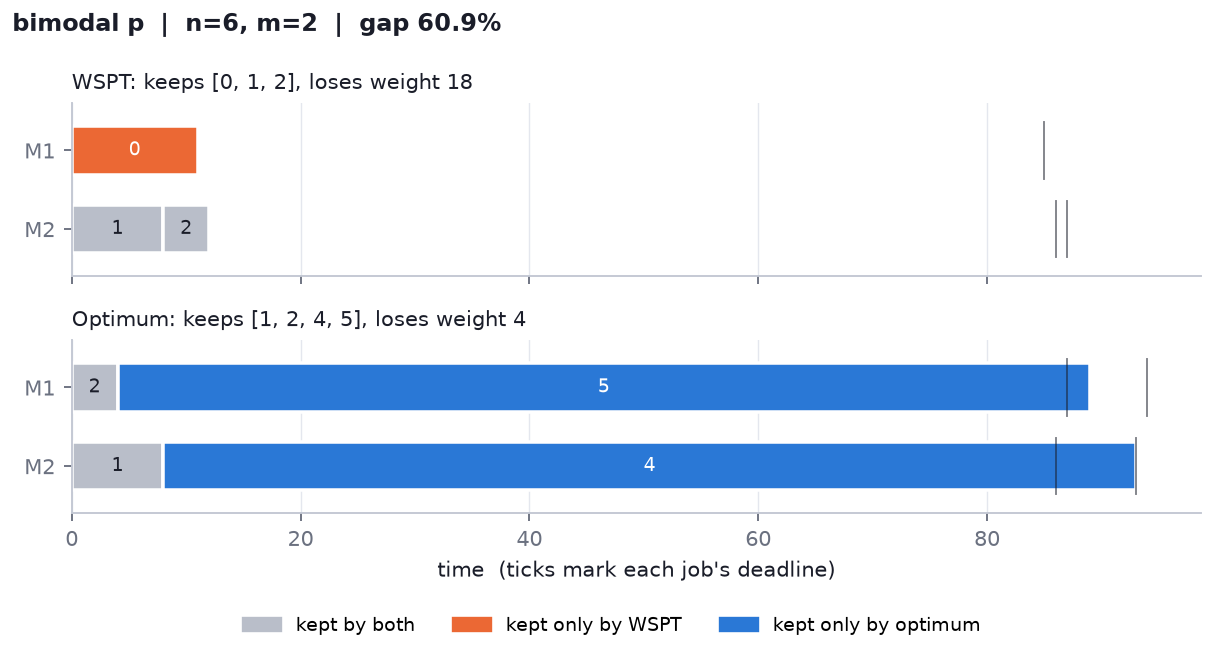 bimodal p  |  n=6, m=2  |  gap 60.9%
WSPT: keeps [0, 1, 2], loses weight 18
M1
0
M2
1
2
Optimum: keeps [1, 2, 4, 5], loses weight 4
M1
2
5
M2
1
4
0
20
40
60
80
time  (ticks mark each job's deadline)
kept by both
kept only by WSPT
kept only by optimum